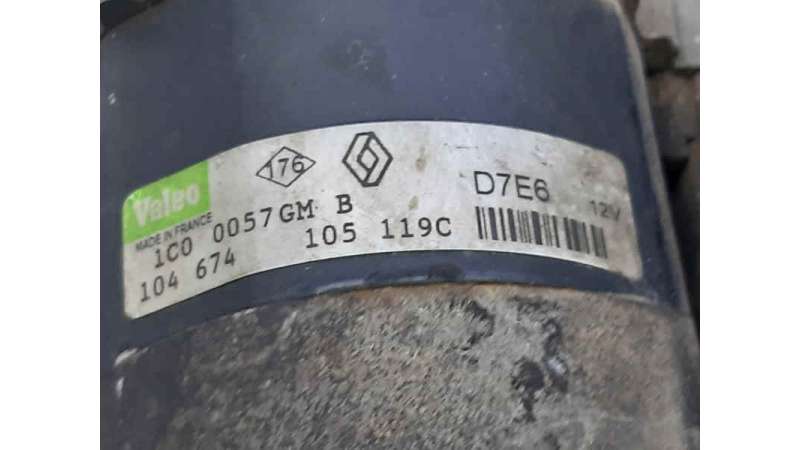 176
Valeo
MADE IN FRANCE
D7E6
12V
1C0 0057GM B
104 674 105 119C